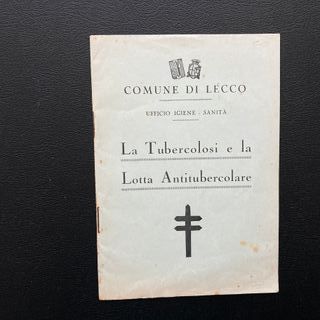 COMUNE DI LECCO
UFFICIO IGIENE - SANITÀ
La Tubercolosi e la
Lotta Antitubercolare